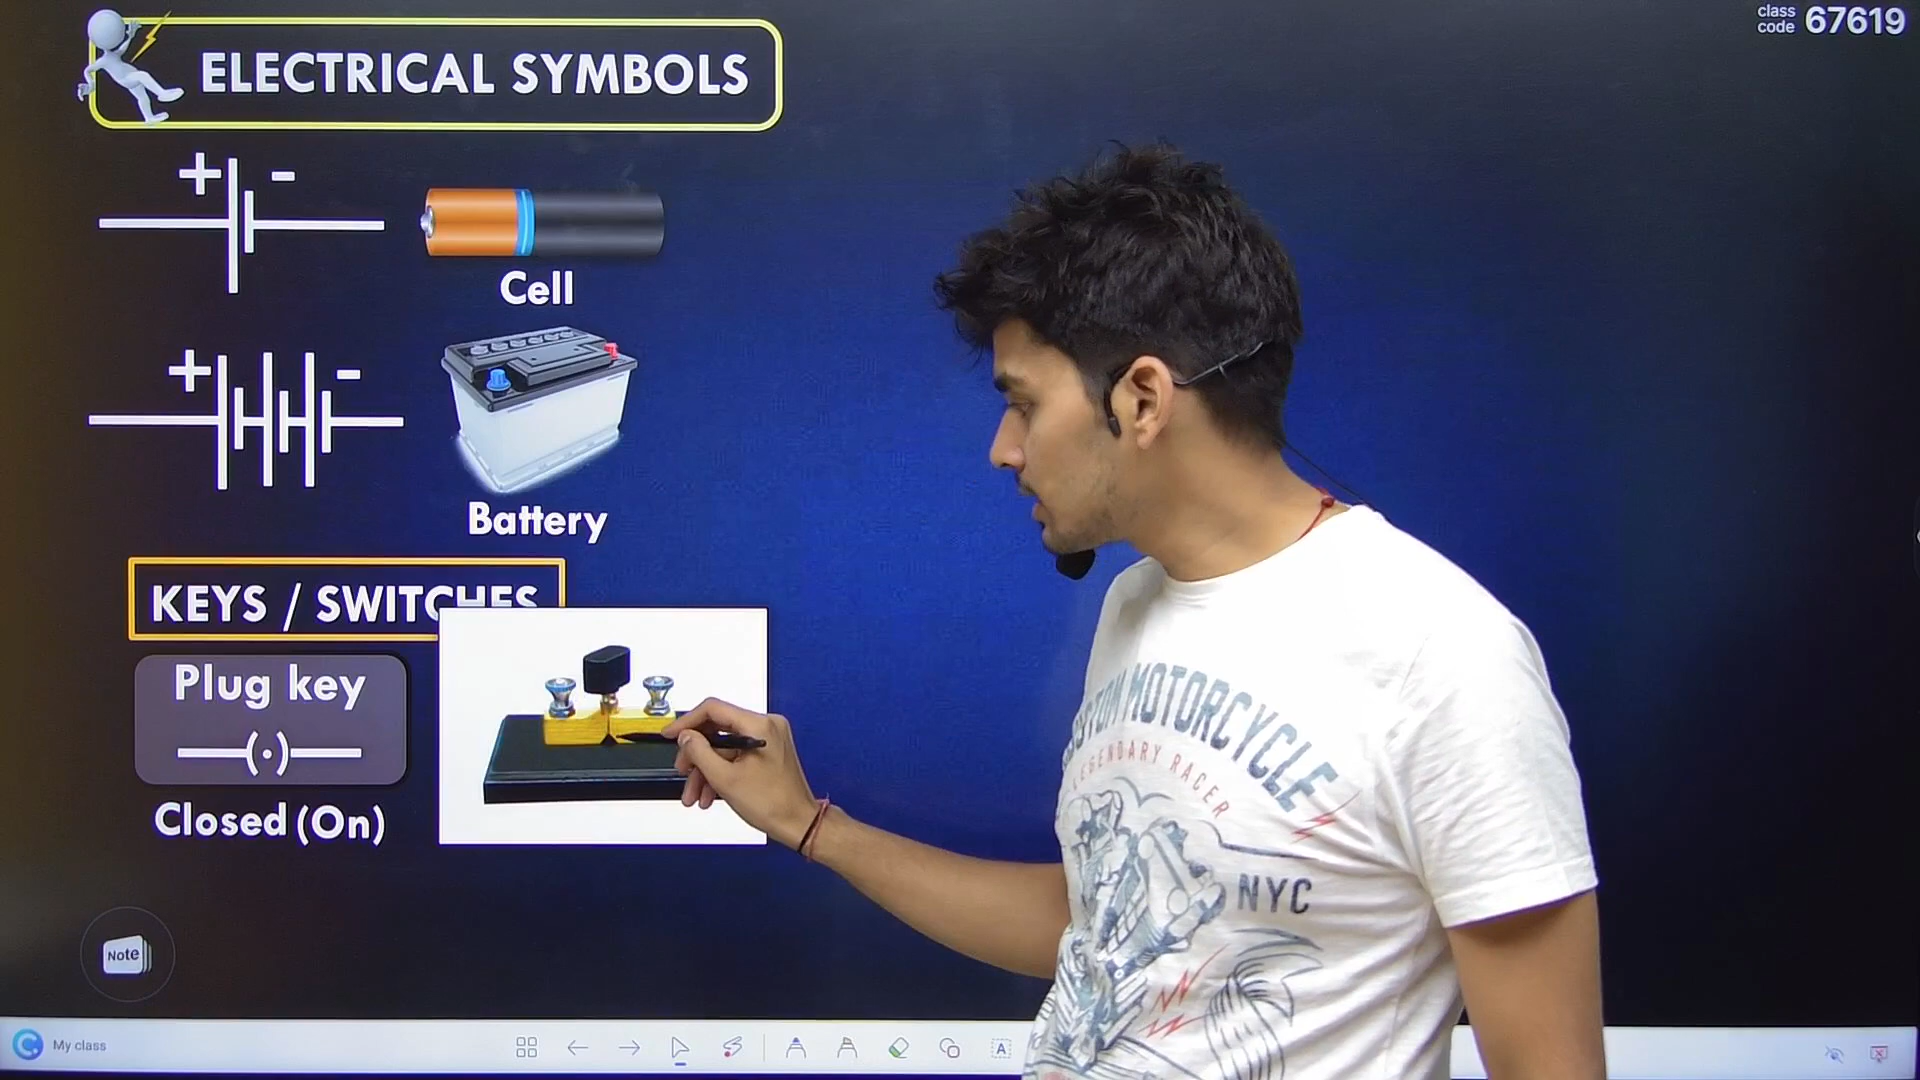 class code 67619
ELECTRICAL SYMBOLS
+ -
Cell
+ -
Battery
KEYS / SWITCHES
Plug key
(·)
Closed (On)
MOTORCYCLE
LEGENDARY RACER
NYC
Note
My class
A